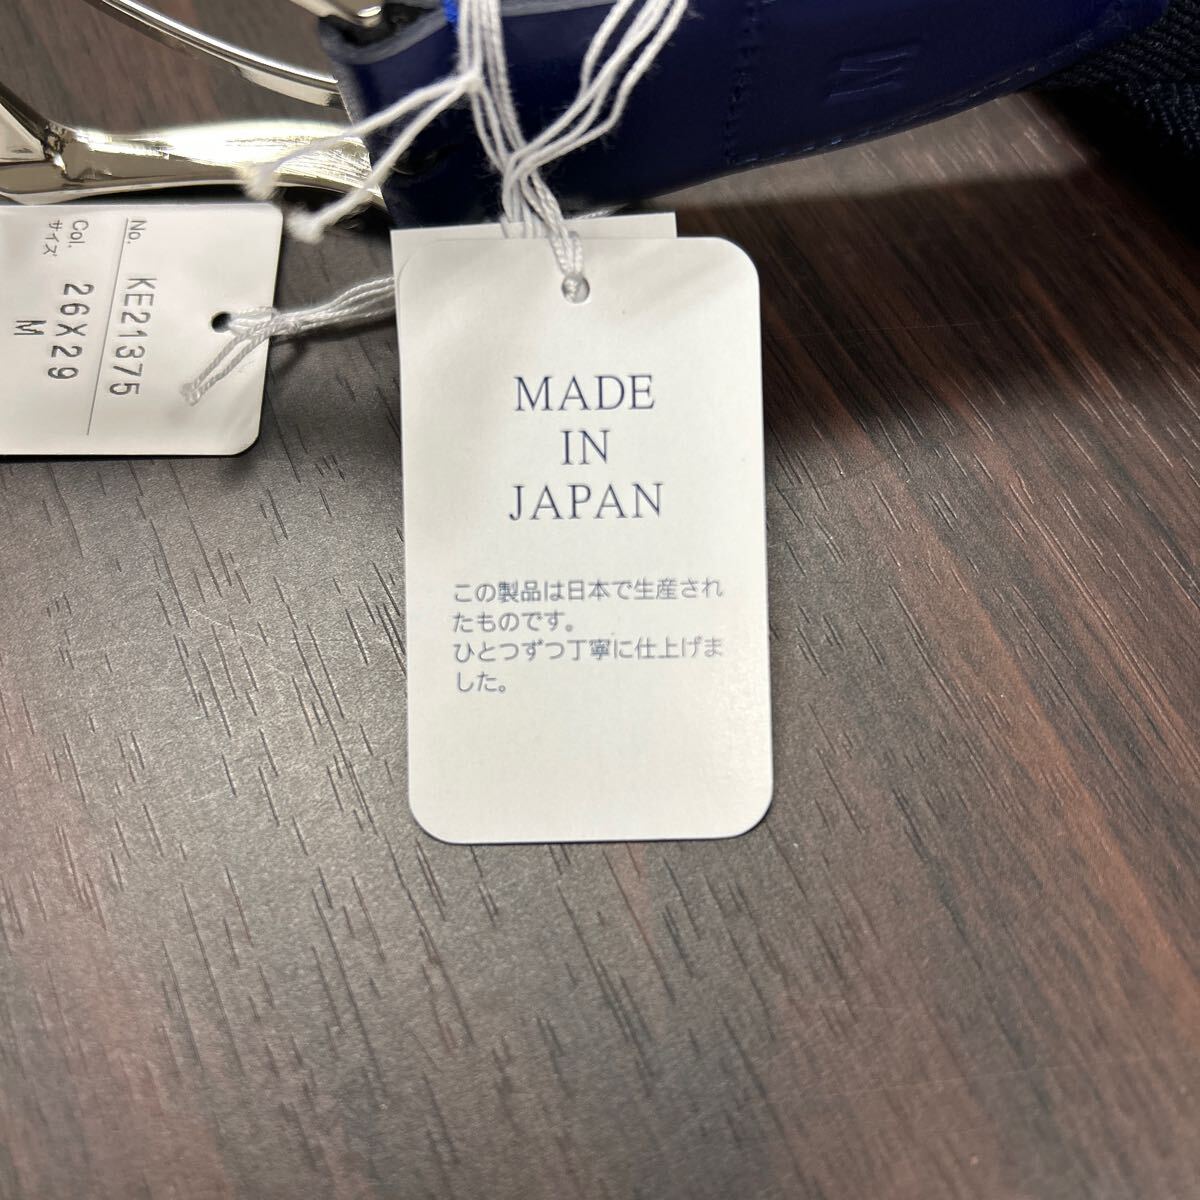 M
No. KE21375
Col. 26X29
サイズ M
MADE
IN
JAPAN
この製品は日本で生産され
たものです。
ひとつずつ丁寧に仕上げま
した。